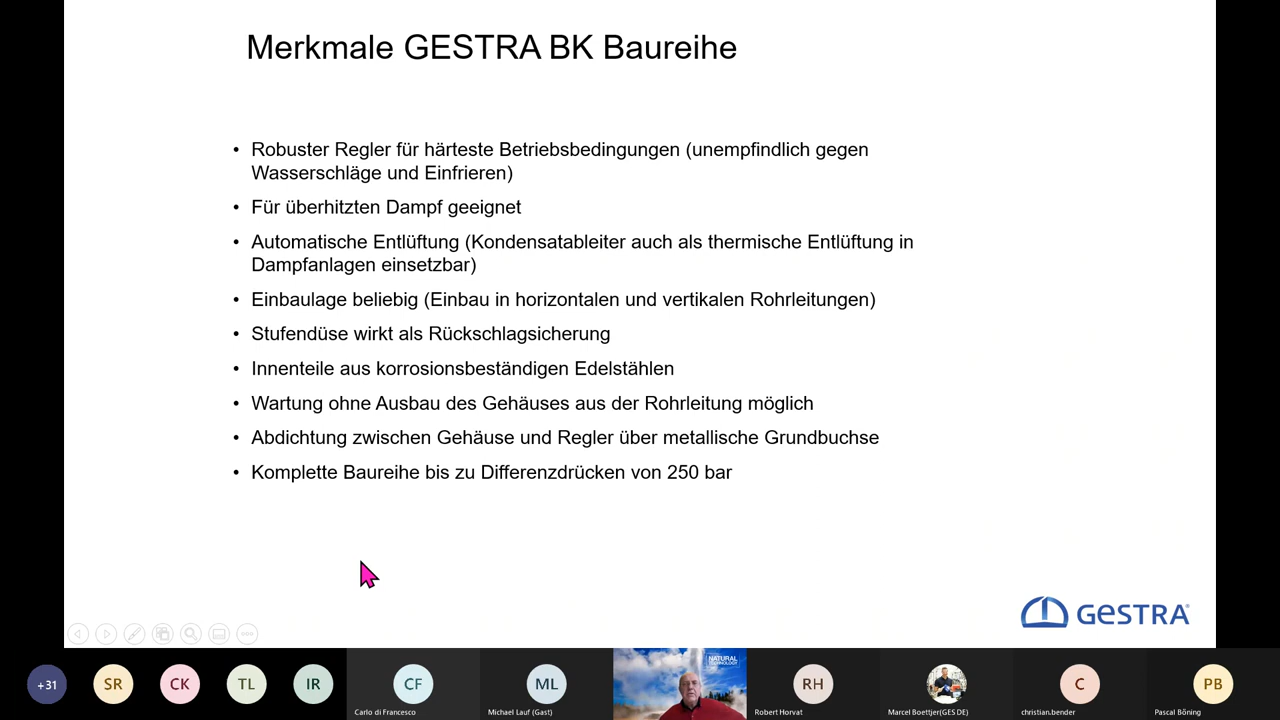 Merkmale GESTRA BK Baureihe
• Robuster Regler für härteste Betriebsbedingungen (unempfindlich gegen
Wasserschläge und Einfrieren)
• Für überhitzten Dampf geeignet
• Automatische Entlüftung (Kondensatableiter auch als thermische Entlüftung in
Dampfanlagen einsetzbar)
• Einbaulage beliebig (Einbau in horizontalen und vertikalen Rohrleitungen)
• Stufendüse wirkt als Rückschlagsicherung
• Innenteile aus korrosionsbeständigen Edelstählen
• Wartung ohne Ausbau des Gehäuses aus der Rohrleitung möglich
• Abdichtung zwischen Gehäuse und Regler über metallische Grundbuchse
• Komplette Baureihe bis zu Differenzdrücken von 250 bar
GESTRA®
+31
SR
CK
TL
IR
CF
Carlo di Francesco
ML
Michael Lauf (Gast)
NATURAL
TECHNOLOGY
RH
Robert Horvat
Marcel Boettjer(GES DE)
C
christian.bender
PB
Pascal Böning